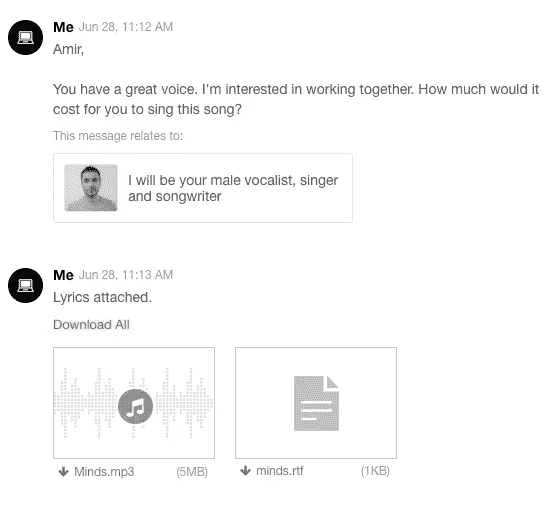 Me Jun 28, 11:12 AM
Amir,
You have a great voice. I'm interested in working together. How much would it
cost for you to sing this song?
This message relates to:
I will be your male vocalist, singer
and songwriter
Me Jun 28, 11:13 AM
Lyrics attached.
Download All
Minds.mp3 (5MB)
minds.rtf (1KB)